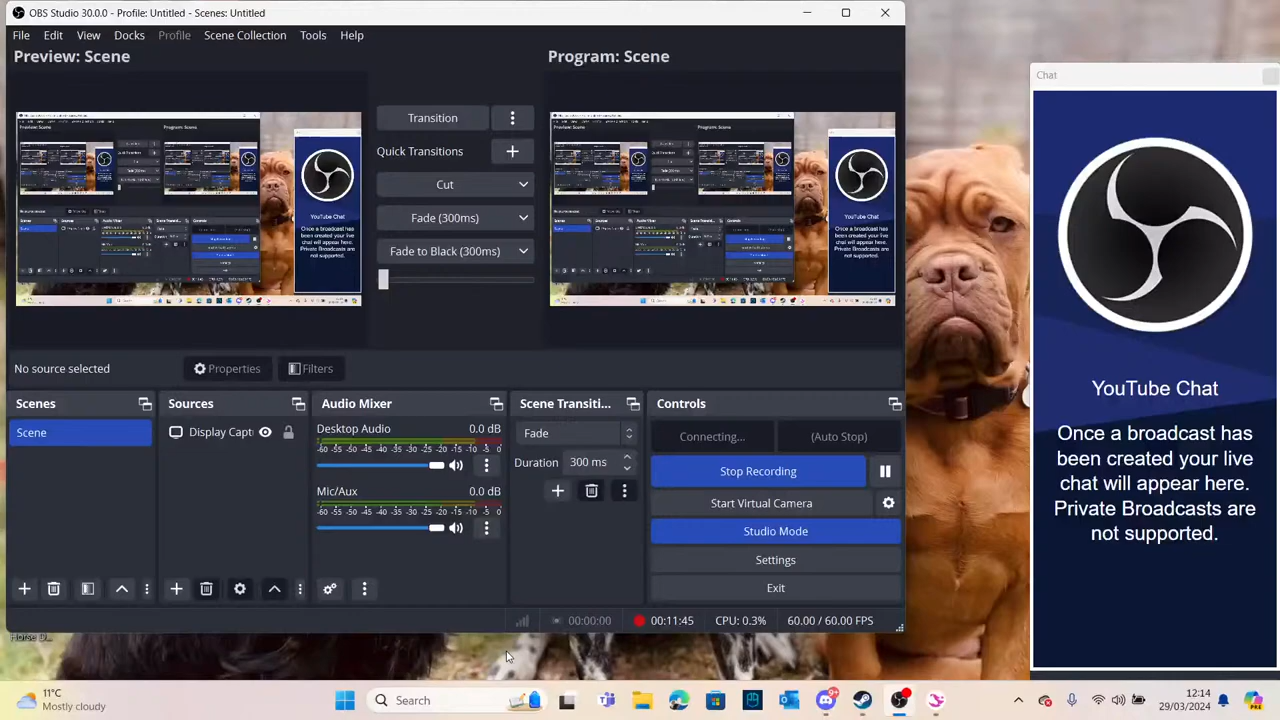 OBS Studio 30.0.0 - Profile: Untitled - Scenes: Untitled
File Edit View Docks Profile Scene Collection Tools Help
Preview: Scene
Program: Scene
Transition
Quick Transitions
Cut
Fade (300ms)
Fade to Black (300ms)
No source selected
Properties
Filters
Scenes
Scene
Sources
Display Capt
Audio Mixer
Desktop Audio 0.0 dB
-60 -55 -50 -45 -40 -35 -30 -25 -20 -15 -10 -5 0
Mic/Aux 0.0 dB
-60 -55 -50 -45 -40 -35 -30 -25 -20 -15 -10 -5 0
Scene Transiti...
Fade
Duration 300 ms
Controls
Connecting... (Auto Stop)
Stop Recording
Start Virtual Camera
Studio Mode
Settings
Exit
00:00:00 00:11:45 CPU: 0.3% 60.00 / 60.00 FPS
Chat
YouTube Chat
Once a broadcast has
been created your live
chat will appear here.
Private Broadcasts are
not supported.
11°C
Mostly cloudy
Search
9+
12:14
29/03/2024
PRE